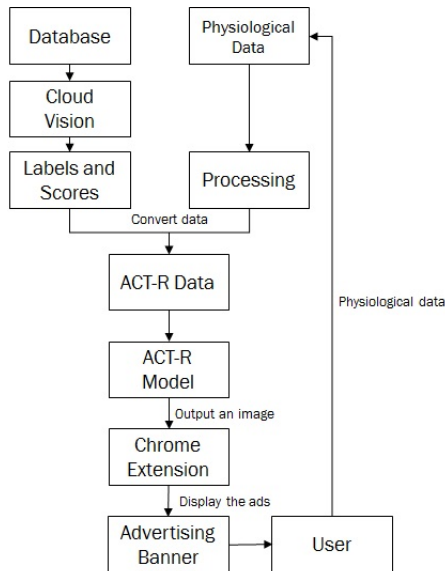 Database
Physiological
Data
Cloud
Vision
Labels and
Scores
Processing
Convert data
ACT-R Data
Physiological data
ACT-R
Model
Output an image
Chrome
Extension
Display the ads
Advertising
Banner
User